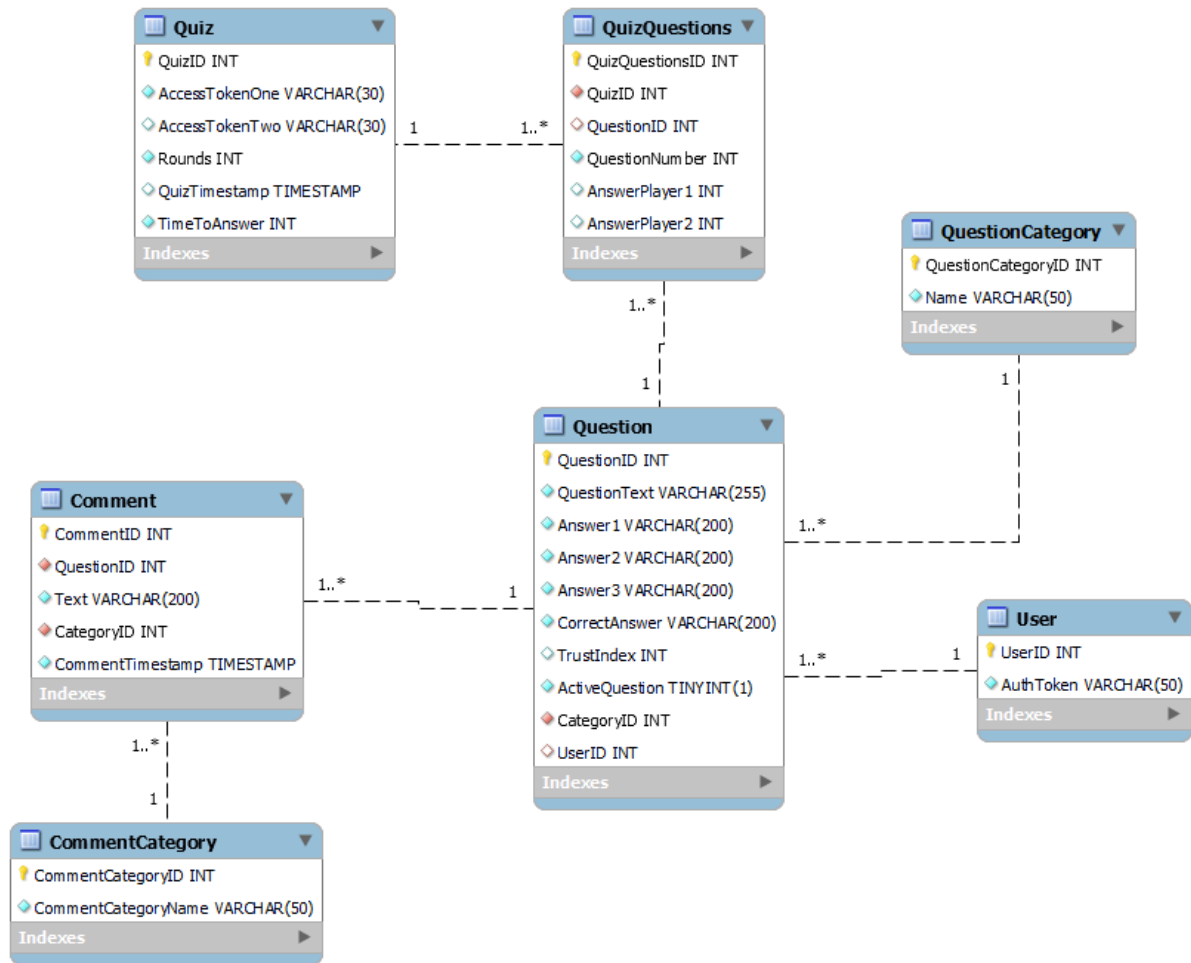 Quiz
QuizID INT
AccessTokenOne VARCHAR(30)
AccessTokenTwo VARCHAR(30)
Rounds INT
QuizTimestamp TIMESTAMP
TimeToAnswer INT
Indexes
1
1..*
QuizQuestions
QuizQuestionsID INT
QuizID INT
QuestionID INT
QuestionNumber INT
AnswerPlayer1 INT
AnswerPlayer2 INT
Indexes
1..*
1
QuestionCategory
QuestionCategoryID INT
Name VARCHAR(50)
Indexes
1
1..*
Question
QuestionID INT
QuestionText VARCHAR(255)
Answer1 VARCHAR(200)
Answer2 VARCHAR(200)
Answer3 VARCHAR(200)
CorrectAnswer VARCHAR(200)
TrustIndex INT
ActiveQuestion TINYINT(1)
CategoryID INT
UserID INT
Indexes
Comment
CommentID INT
QuestionID INT
Text VARCHAR(200)
CategoryID INT
CommentTimestamp TIMESTAMP
Indexes
1..*
1
1..*
1
User
UserID INT
AuthToken VARCHAR(50)
Indexes
1..*
1
CommentCategory
CommentCategoryID INT
CommentCategoryName VARCHAR(50)
Indexes